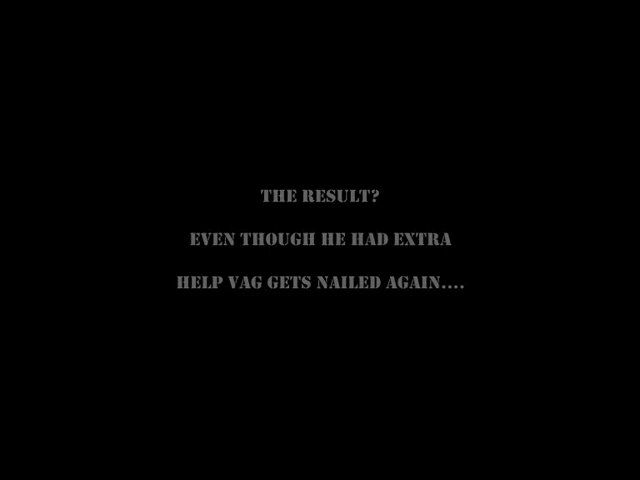 THE RESULT?
EVEN THOUGH HE HAD EXTRA
HELP VAG GETS NAILED AGAIN....